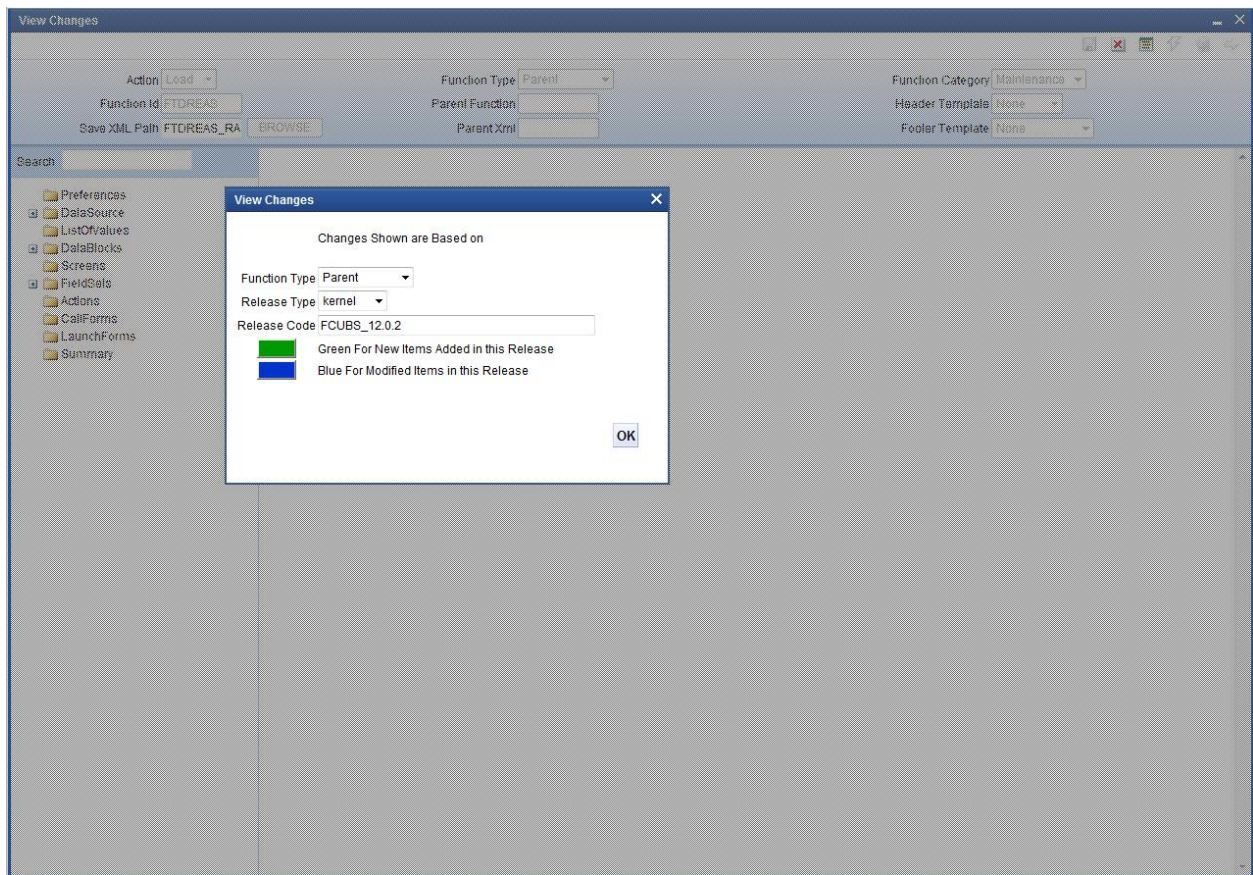 View Changes
Action Load Function Type Parent Function Category Maintenance
Function Id FTDREAS Parent Function Header Template None
Save XML Path FTDREAS_RA BROWSE Parent Xml Footer Template None
Search
Preferences
DataSource
ListOfValues
DataBlocks
Screens
FieldSets
Actions
CallForms
LaunchForms
Summary
View Changes
Changes Shown are Based on
Function Type Parent
Release Type kernel
Release Code FCUBS_12.0.2
Green For New Items Added in this Release
Blue For Modified Items in this Release
OK